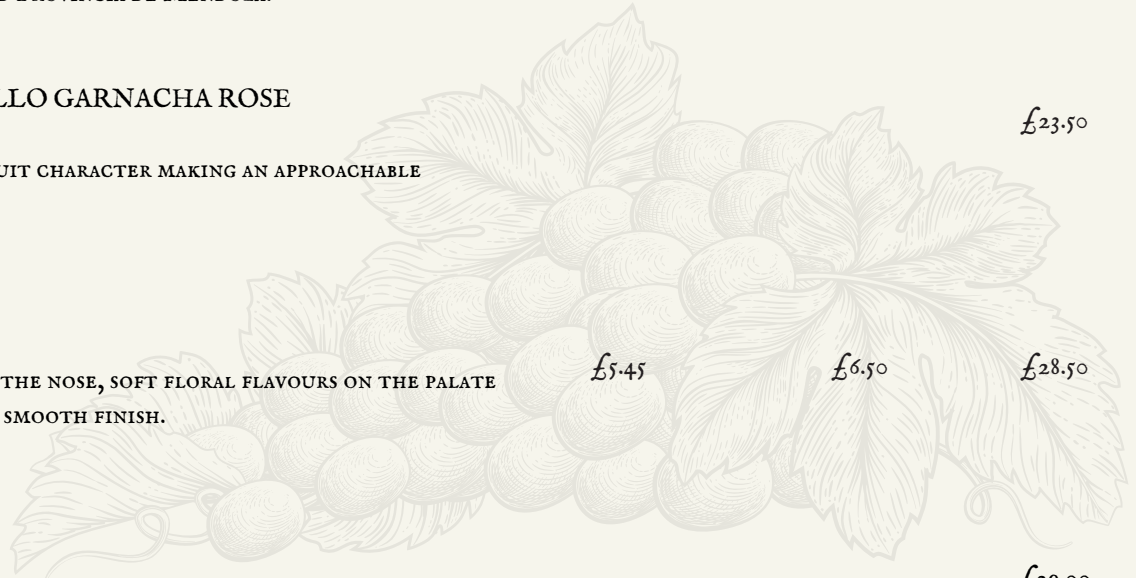 LLO GARNACHA ROSE
£23.50
UIT CHARACTER MAKING AN APPROACHABLE
THE NOSE, SOFT FLORAL FLAVOURS ON THE PALATE
£5.45 £6.50 £28.50
SMOOTH FINISH.